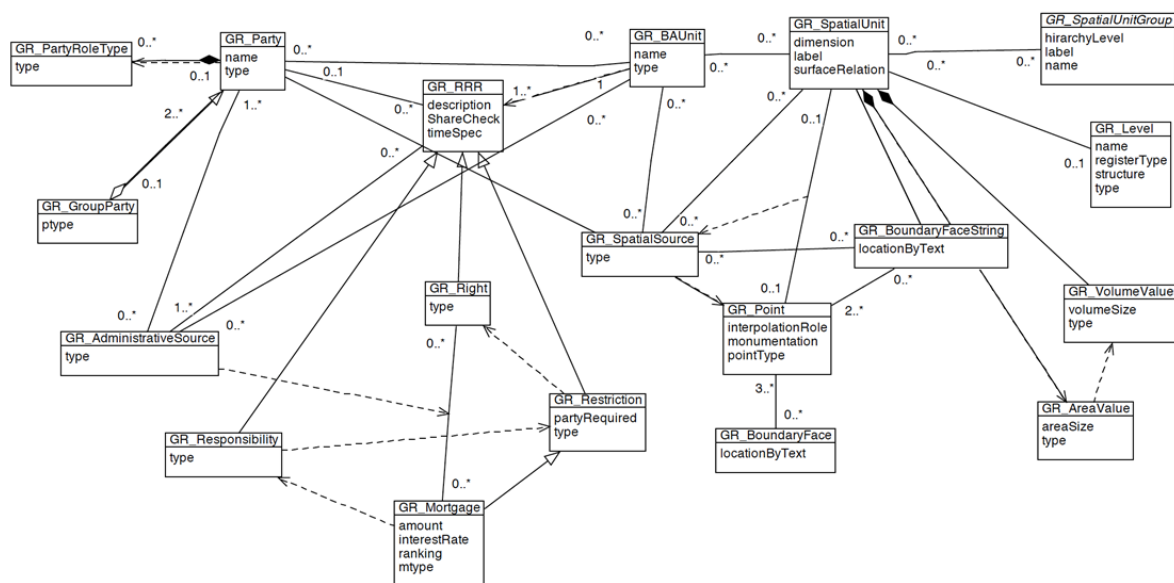 GR_PartyRoleType
type
0..*
0..1
GR_Party
name
type
0..*
0..1
0..*
1..*
2..*
0..1
GR_GroupParty
ptype
GR_RRR
description
ShareCheck
timeSpec
0..*
1..*
0..*
GR_BAUnit
name
type
0..*
0..*
1..*
1
0..*
0..*
GR_SpatialUnit
dimension
label
surfaceRelation
0..*
0..*
0..*
0..1
GR_SpatialUnitGroup
hirarchyLevel
label
name
0..*
GR_Level
name
registerType
structure
type
0..1
GR_SpatialSource
type
0..*
0..*
0..*
0..*
GR_BoundaryFaceString
locationByText
0..*
0..*
GR_Right
type
0..*
GR_Point
interpolationRole
monumentation
pointType
0..1
2..*
3..*
GR_VolumeValue
volumeSize
type
GR_AdministrativeSource
type
0..*
1..*
0..*
GR_Restriction
partyRequired
type
GR_AreaValue
areaSize
type
GR_Responsibility
type
GR_BoundaryFace
locationByText
0..*
GR_Mortgage
amount
interestRate
ranking
mtype
0..*